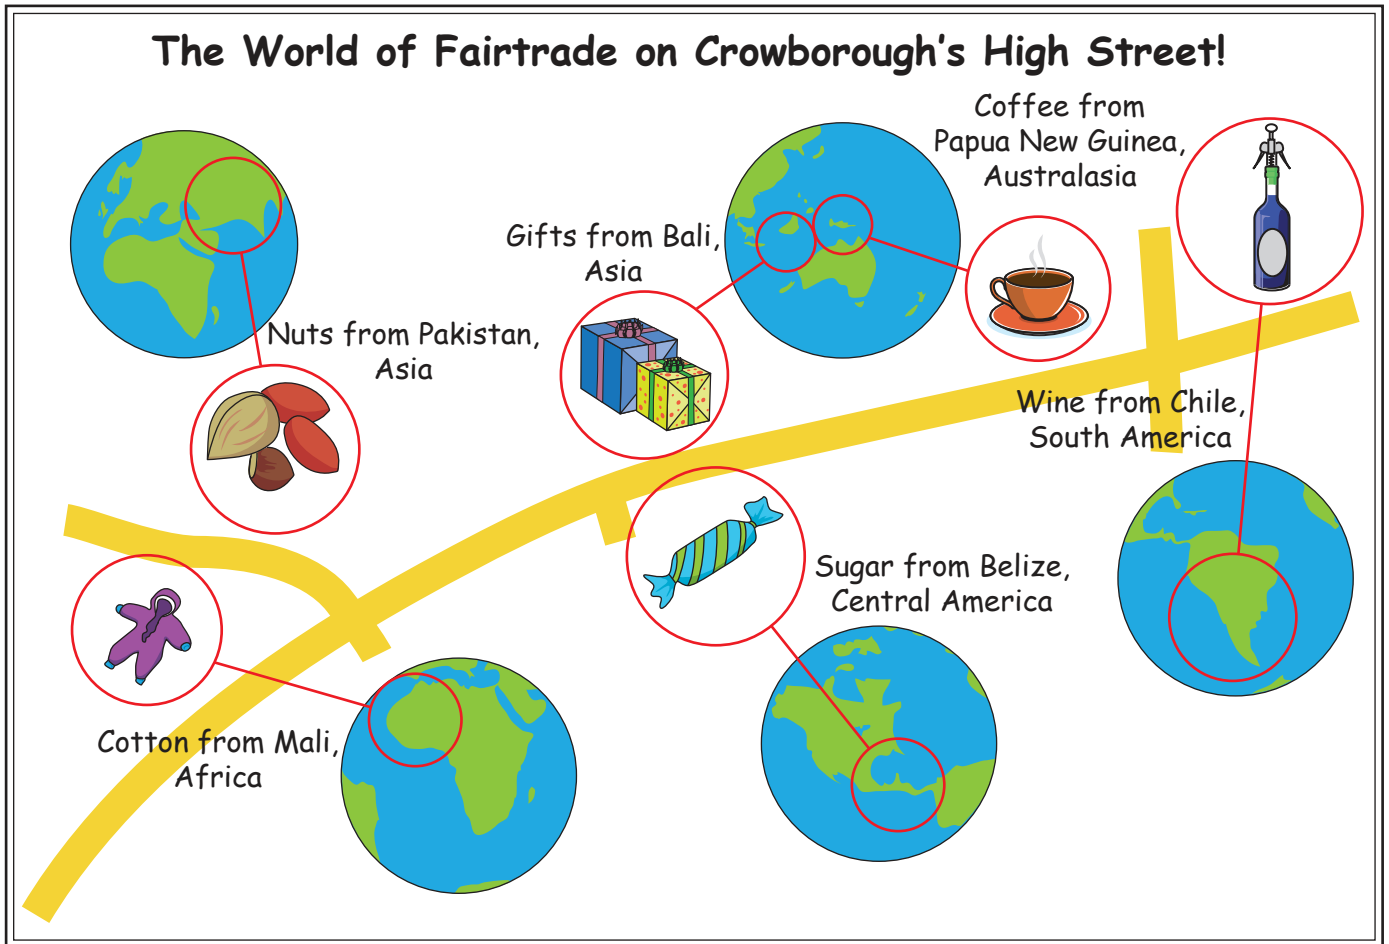 The World of Fairtrade on Crowborough's High Street!
Coffee from
Papua New Guinea,
Australasia
Gifts from Bali,
Asia
Nuts from Pakistan,
Asia
Wine from Chile,
South America
Sugar from Belize,
Central America
Cotton from Mali,
Africa